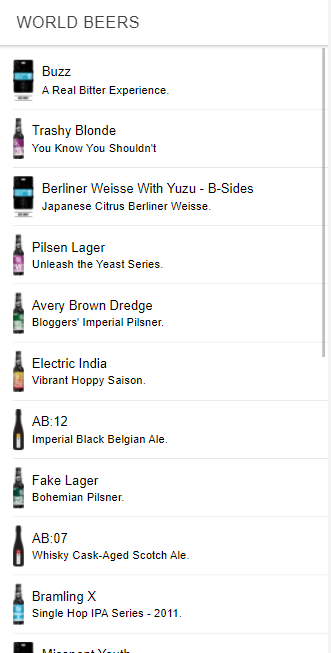 WORLD BEERS
Buzz
A Real Bitter Experience.
Trashy Blonde
You Know You Shouldn't
Berliner Weisse With Yuzu - B-Sides
Japanese Citrus Berliner Weisse.
Pilsen Lager
Unleash the Yeast Series.
Avery Brown Dredge
Bloggers' Imperial Pilsner.
Electric India
Vibrant Hoppy Saison.
AB:12
Imperial Black Belgian Ale.
Fake Lager
Bohemian Pilsner.
AB:07
Whisky Cask-Aged Scotch Ale.
Bramling X
Single Hop IPA Series - 2011.